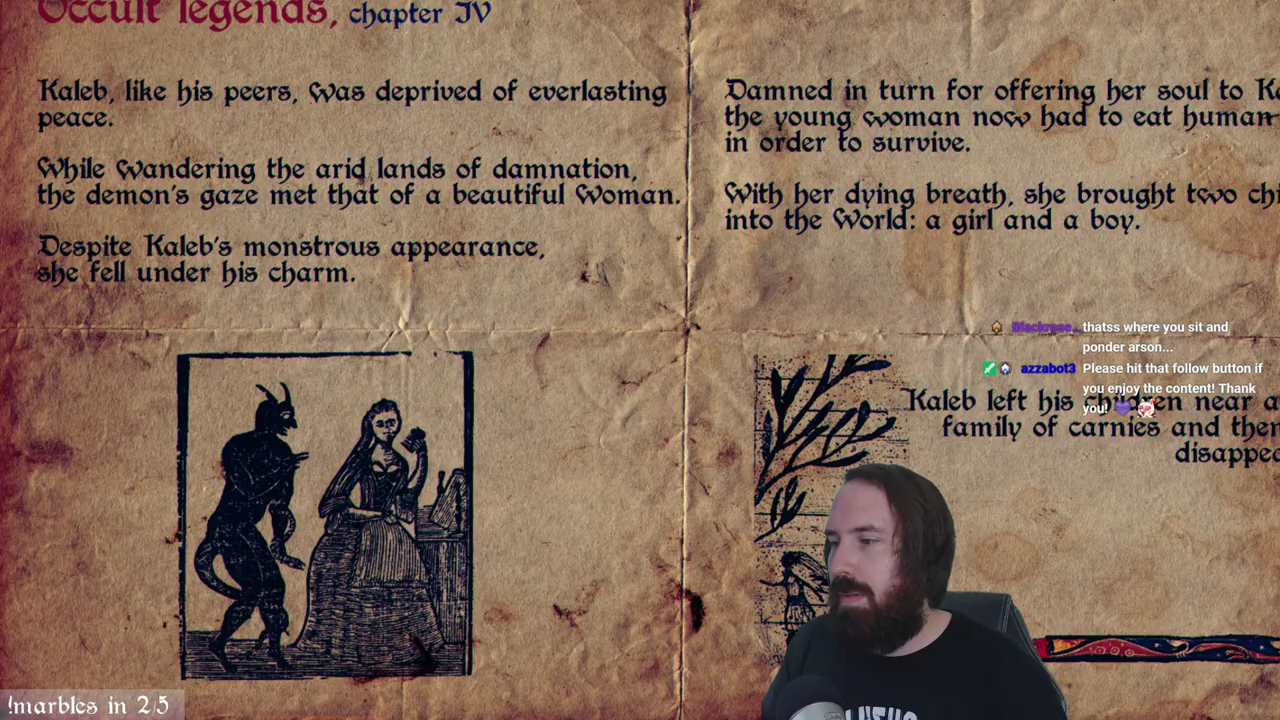 Occult legends, chapter IV
Kaleb, like his peers, was deprived of everlasting
peace.
While wandering the arid lands of damnation,
the demon's gaze met that of a beautiful woman.
Despite Kaleb's monstrous appearance,
she fell under his charm.
Damned in turn for offering her soul to
the young woman now had to eat human
in order to survive.
With her dying breath, she brought two
into the world: a girl and a boy.
thatss where you sit and
ponder arson...
azzabot3 Please hit that follow button if
you enjoy the content! Thank
you!
Kaleb left his children near a
family of carnies and then
!marbles in 2/5